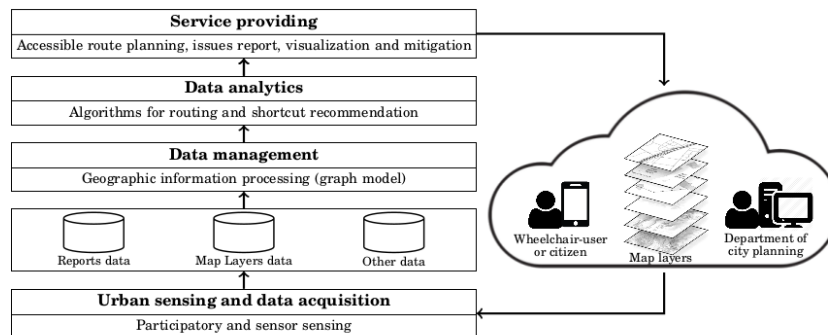 Service providing
Accessible route planning, issues report, visualization and mitigation
Data analytics
Algorithms for routing and shortcut recommendation
Data management
Geographic information processing (graph model)
Reports data
Map Layers data
Other data
Urban sensing and data acquisition
Participatory and sensor sensing
Wheelchair-user
or citizen
Map layers
Department of
city planning